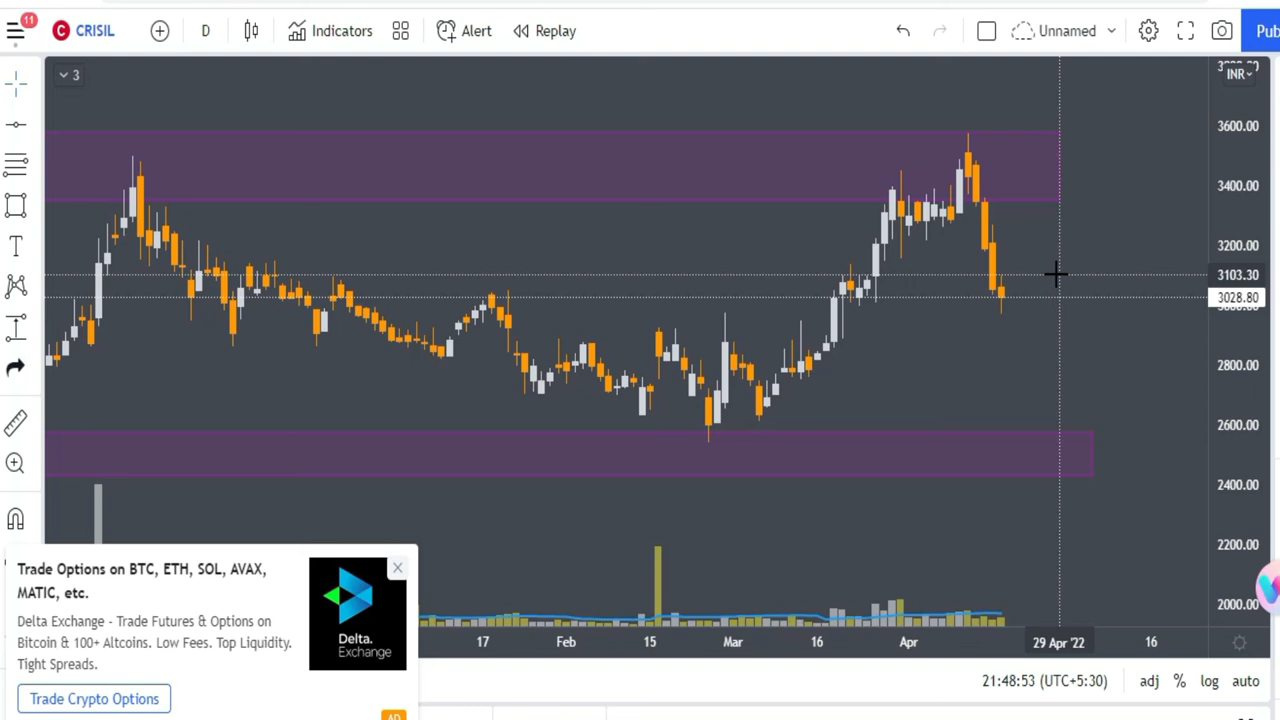 11
CRISIL
D
Indicators
Alert
Replay
Unnamed
Pub
3
INR
3600.00
3400.00
3200.00
3103.30
3028.80
2800.00
2600.00
2400.00
2200.00
2000.00
Trade Options on BTC, ETH, SOL, AVAX,
MATIC, etc.
Delta Exchange - Trade Futures & Options on
Bitcoin & 100+ Altcoins. Low Fees. Top Liquidity.
Tight Spreads.
Trade Crypto Options
Delta.
Exchange
AD
17 Feb 15 Mar 16 Apr 29 Apr '22 16
21:48:53 (UTC+5:30) adj % log auto